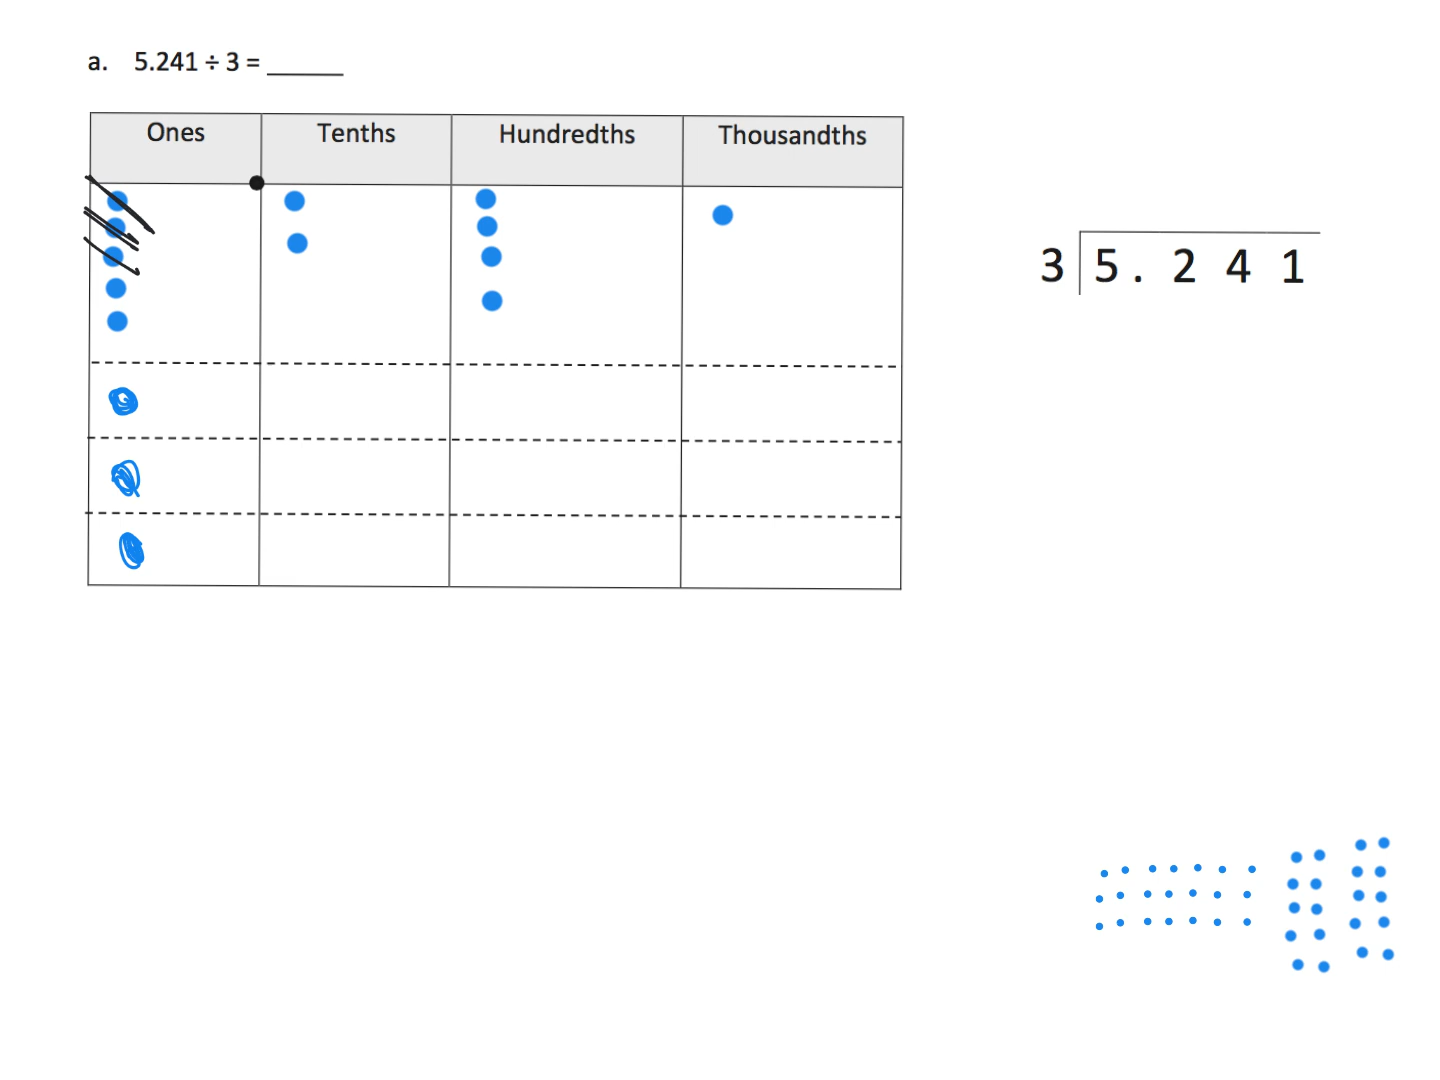 a. 5.241 ÷ 3 = ______
Ones Tenths Hundredths Thousandths
3 5. 2 4 1